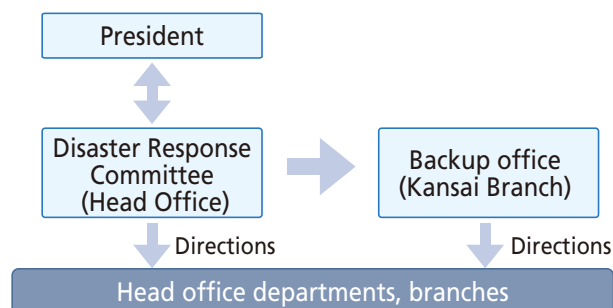 President
Disaster Response
Committee
(Head Office)
Backup office
(Kansai Branch)
Directions
Directions
Head office departments, branches